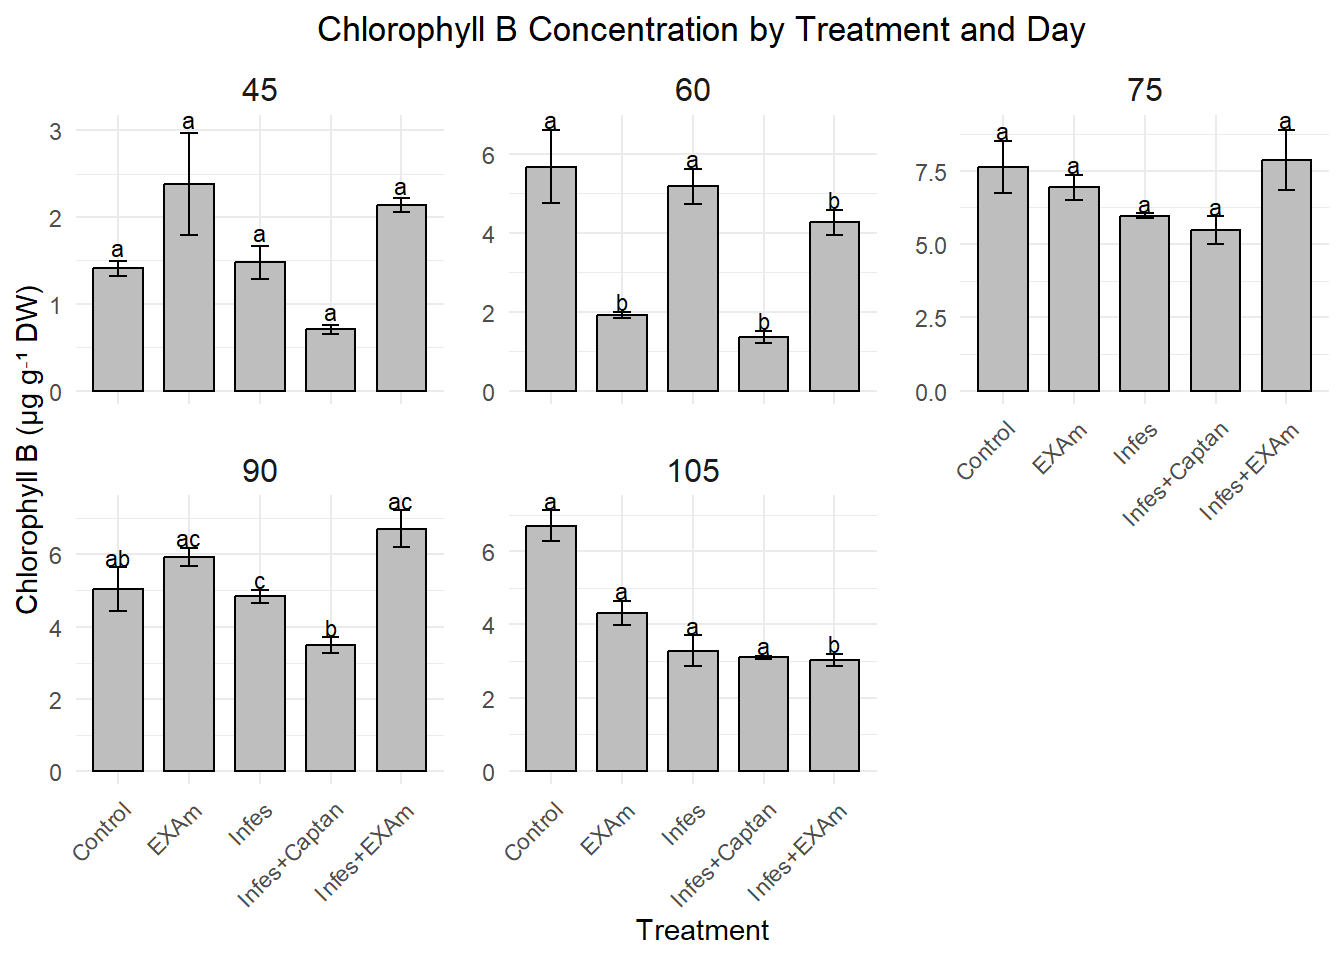 Chlorophyll B Concentration by Treatment and Day
45
60
75
3
2
1
0
a
a
a
a
a
6
4
2
0
a
b
a
b
b
7.5
5.0
2.5
0.0
a
a
a
a
a
Control
EXAm
Infes
Infes+Captan
Infes+EXAm
Chlorophyll B (µg g⁻¹ DW)
90
105
6
4
2
0
ab
ac
c
b
ac
6
4
2
0
a
a
a
a
b
Control
EXAm
Infes
Infes+Captan
Infes+EXAm
Control
EXAm
Infes
Infes+Captan
Infes+EXAm
Treatment